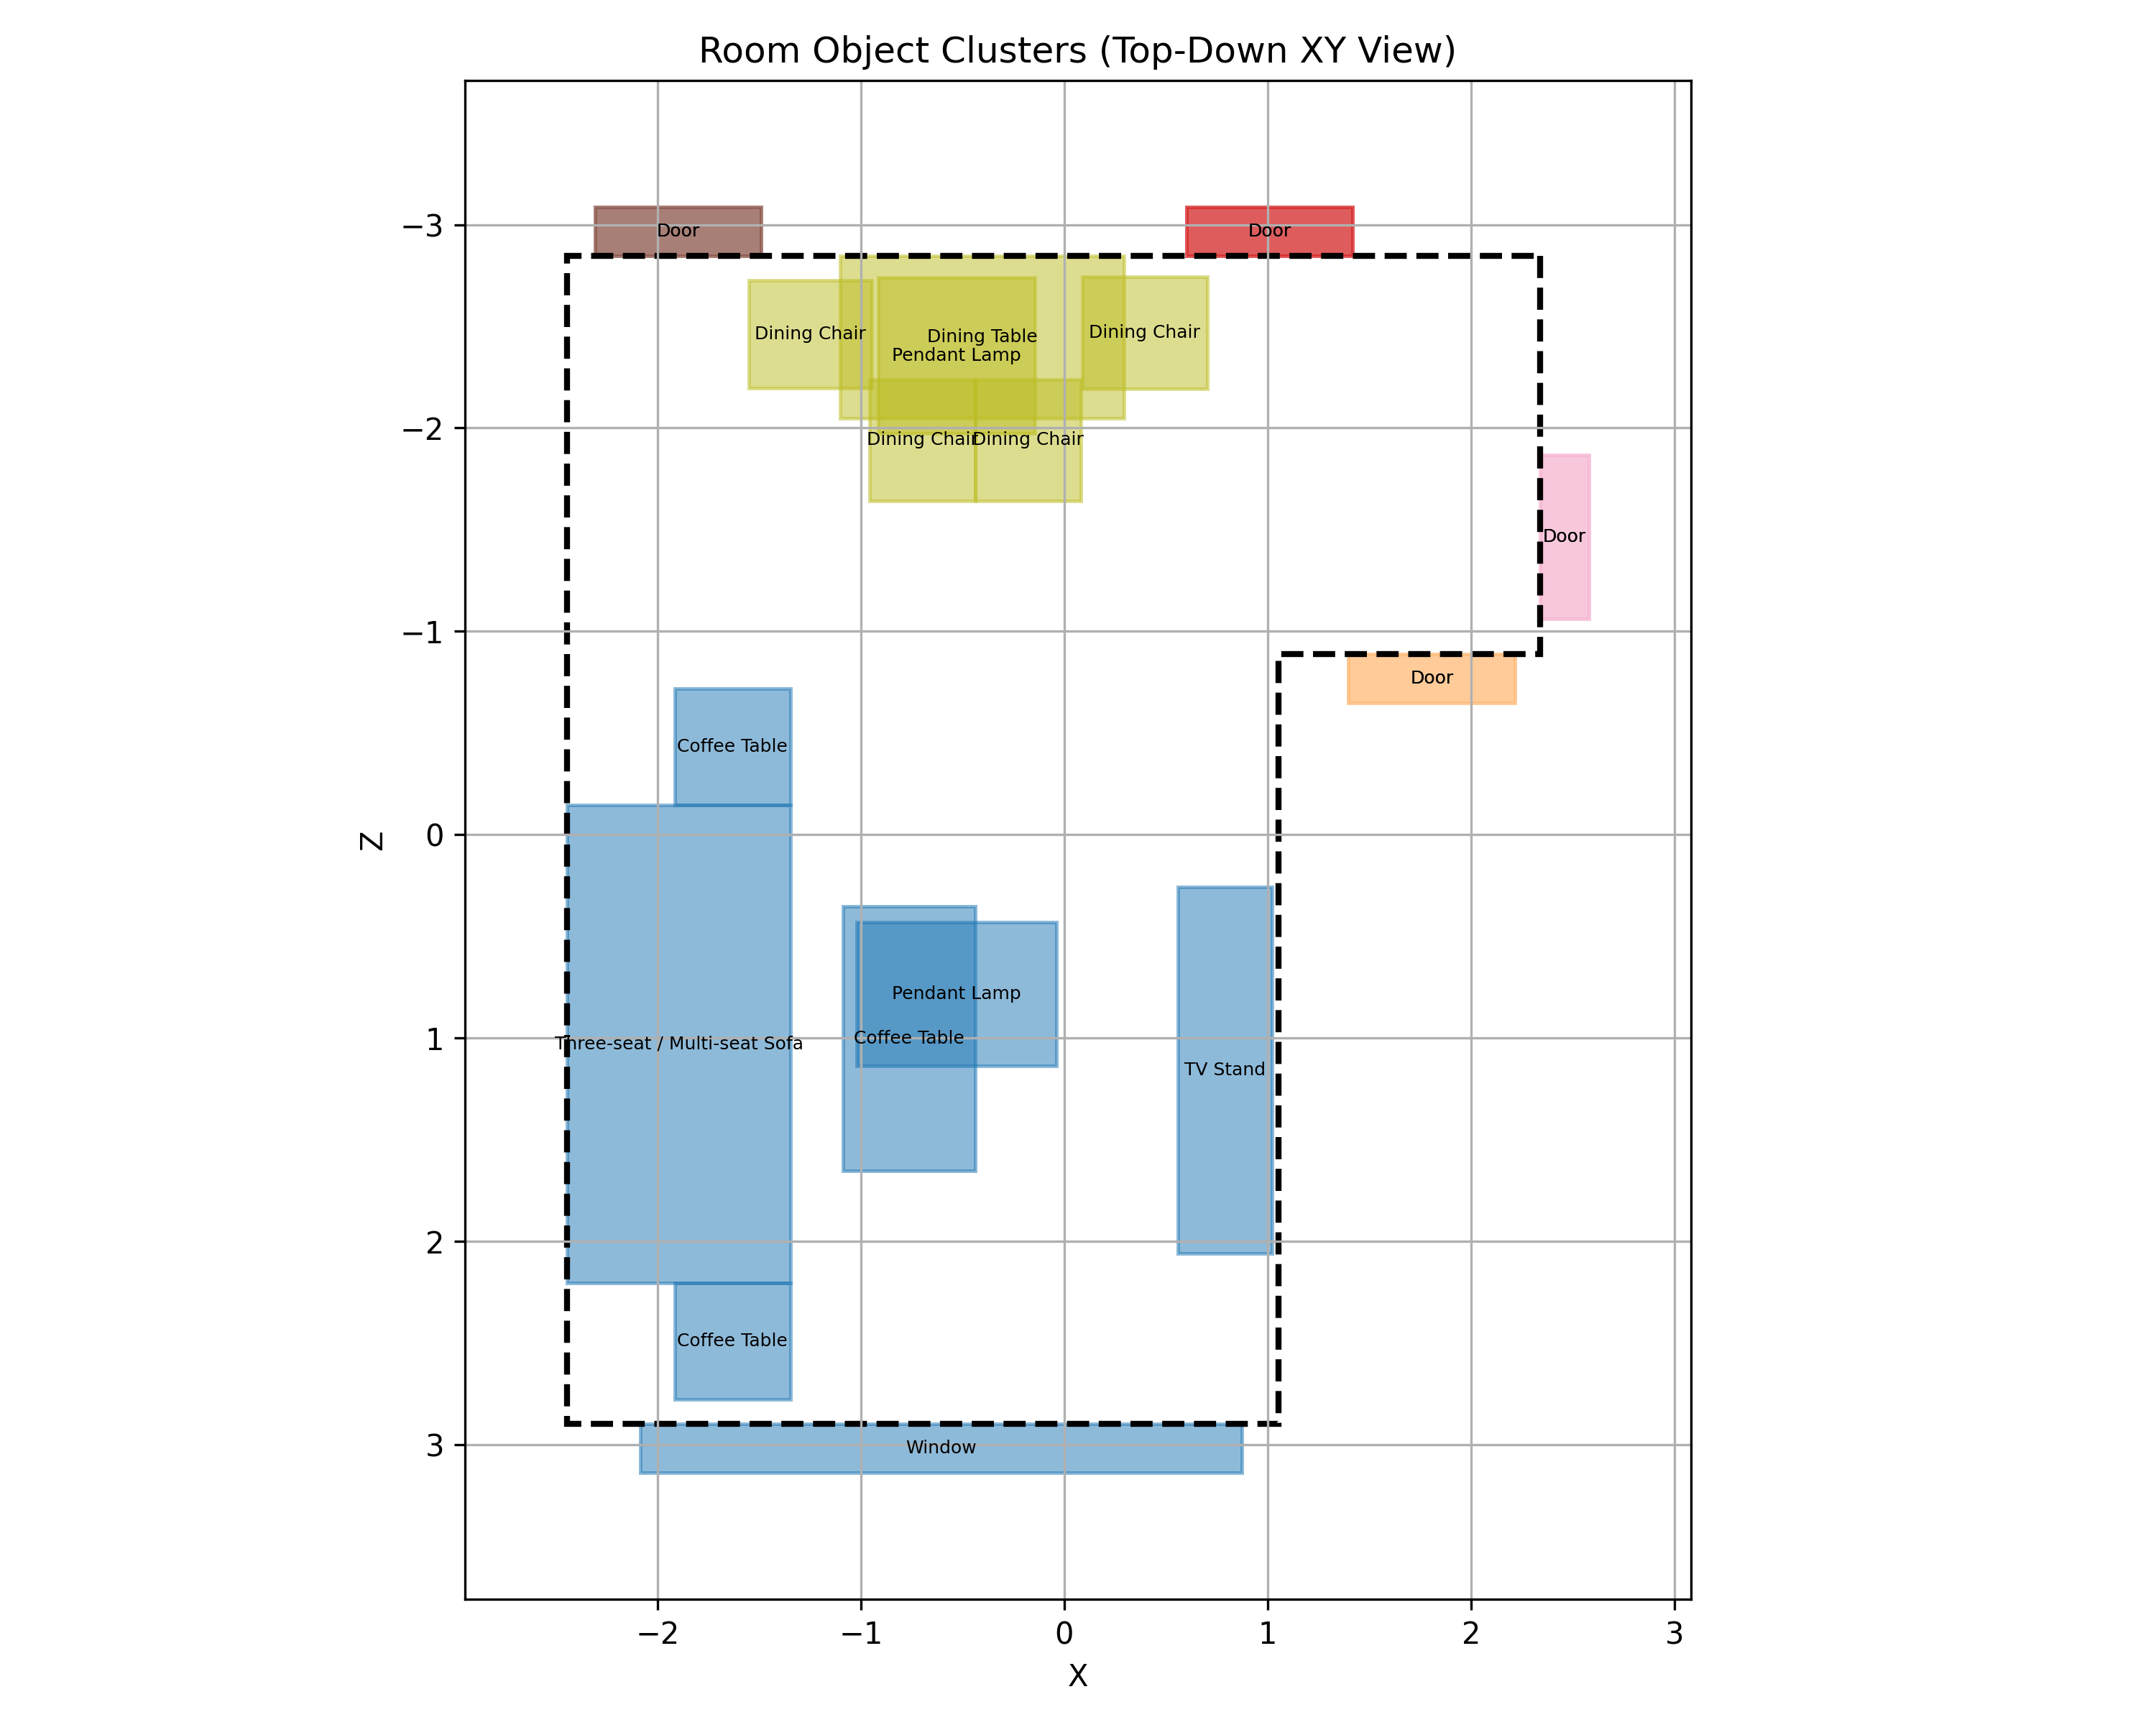 Room Object Clusters (Top-Down XY View)
−3
Door
Door
Dining Chair
Dining Table
Dining Chair
Pendant Lamp
−2
Dining Chair
Dining Chair
Door
−1
Door
Coffee Table
0
Z
Pendant Lamp
1
Coffee Table
Three-seat / Multi-seat Sofa
TV Stand
2
Coffee Table
3
Window
−2
−1
0
1
2
3
X